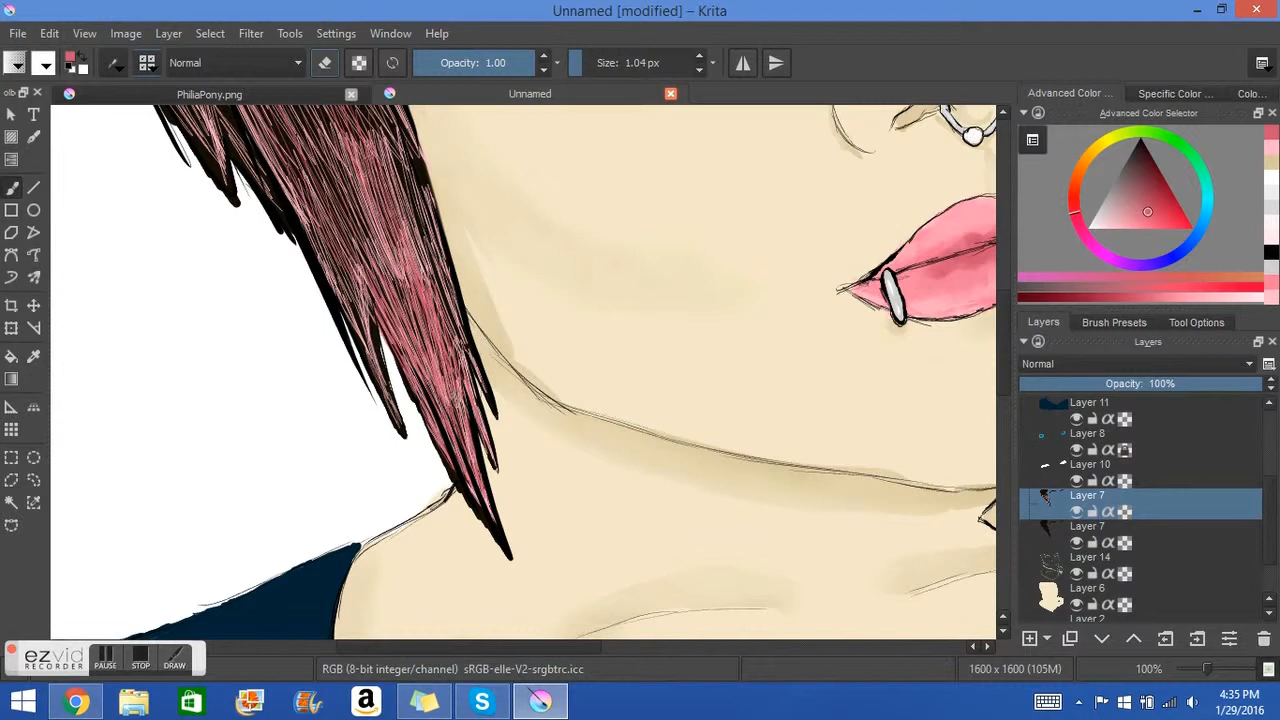 Unnamed [modified] – Krita
File Edit View Image Layer Select Filter Tools Settings Window Help
Normal Opacity: 1.00 Size: 1.04 px
olb PhiliaPony.png Unnamed Advanced Color ... Specific Color ... Colo...
Advanced Color Selector
Layers Brush Presets Tool Options
Layers
Normal
Opacity: 100%
Layer 11
Layer 8
Layer 10
Layer 7
Layer 7
Layer 14
Layer 6
Layer 2
ezvid
RECORDER
PAUSE STOP DRAW
RGB (8-bit integer/channel) sRGB-elle-V2-srgbtrc.icc 1600 x 1600 (105M) 100%
4:35 PM
1/29/2016